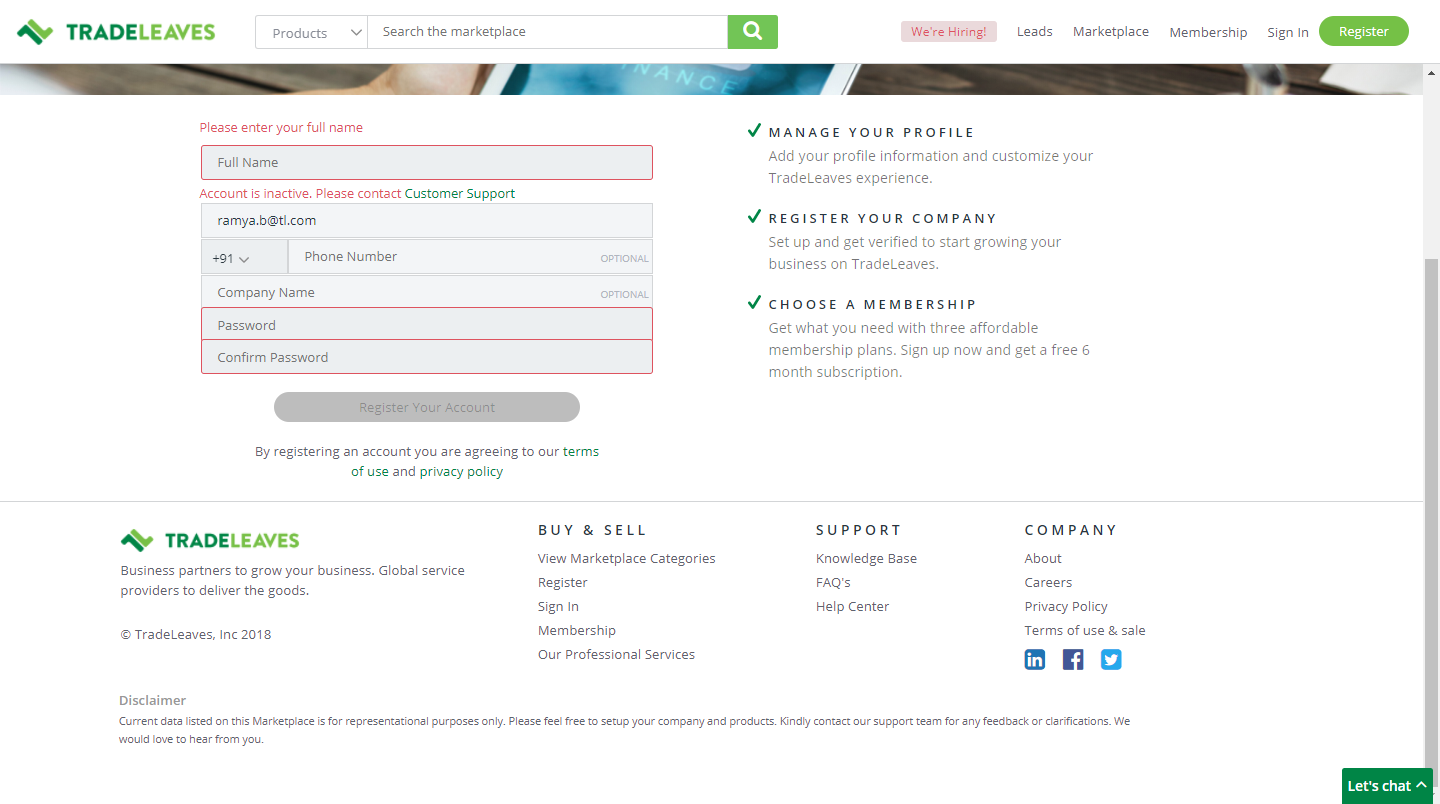 TRADELEAVES
Products
Search the marketplace
We're Hiring!
Leads
Marketplace
Membership
Sign In
Register
FINANCE
Please enter your full name
Full Name
Account is inactive. Please contact Customer Support
ramya.b@tl.com
+91
Phone Number
OPTIONAL
Company Name
OPTIONAL
Password
Confirm Password
Register Your Account
By registering an account you are agreeing to our terms
of use and privacy policy
MANAGE YOUR PROFILE
Add your profile information and customize your
TradeLeaves experience.
REGISTER YOUR COMPANY
Set up and get verified to start growing your
business on TradeLeaves.
CHOOSE A MEMBERSHIP
Get what you need with three affordable
membership plans. Sign up now and get a free 6
month subscription.
TRADELEAVES
Business partners to grow your business. Global service
providers to deliver the goods.
© TradeLeaves, Inc 2018
BUY & SELL
View Marketplace Categories
Register
Sign In
Membership
Our Professional Services
SUPPORT
Knowledge Base
FAQ's
Help Center
COMPANY
About
Careers
Privacy Policy
Terms of use & sale
Disclaimer
Current data listed on this Marketplace is for representational purposes only. Please feel free to setup your company and products. Kindly contact our support team for any feedback or clarifications. We
would love to hear from you.
Let's chat